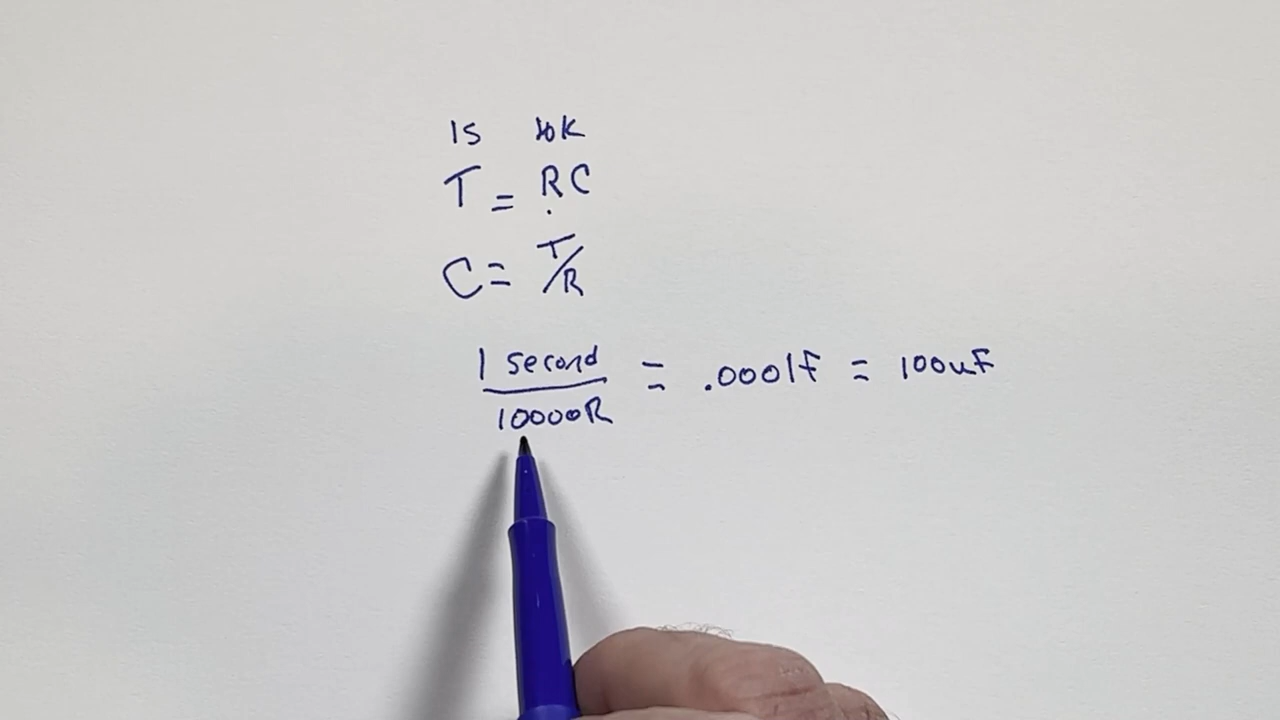 1s 10K
T = RC
C = T/R
1 second
10000R
= .0001f = 100uF